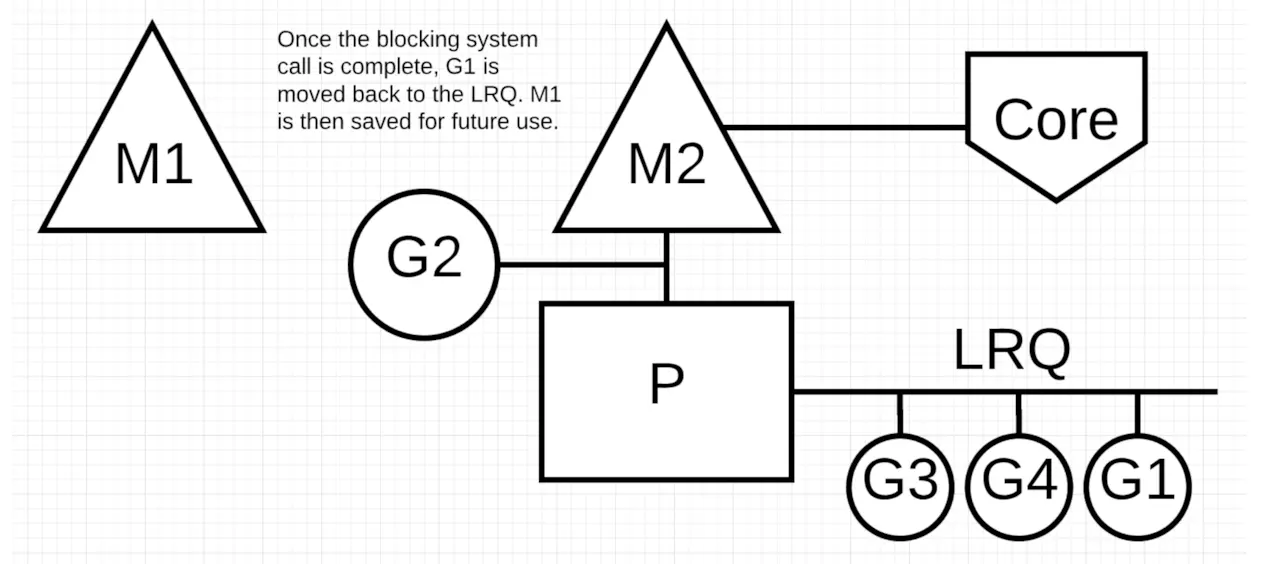 Once the blocking system
call is complete, G1 is
moved back to the LRQ. M1
is then saved for future use.
M1
M2
Core
G2
P
LRQ
G3
G4
G1